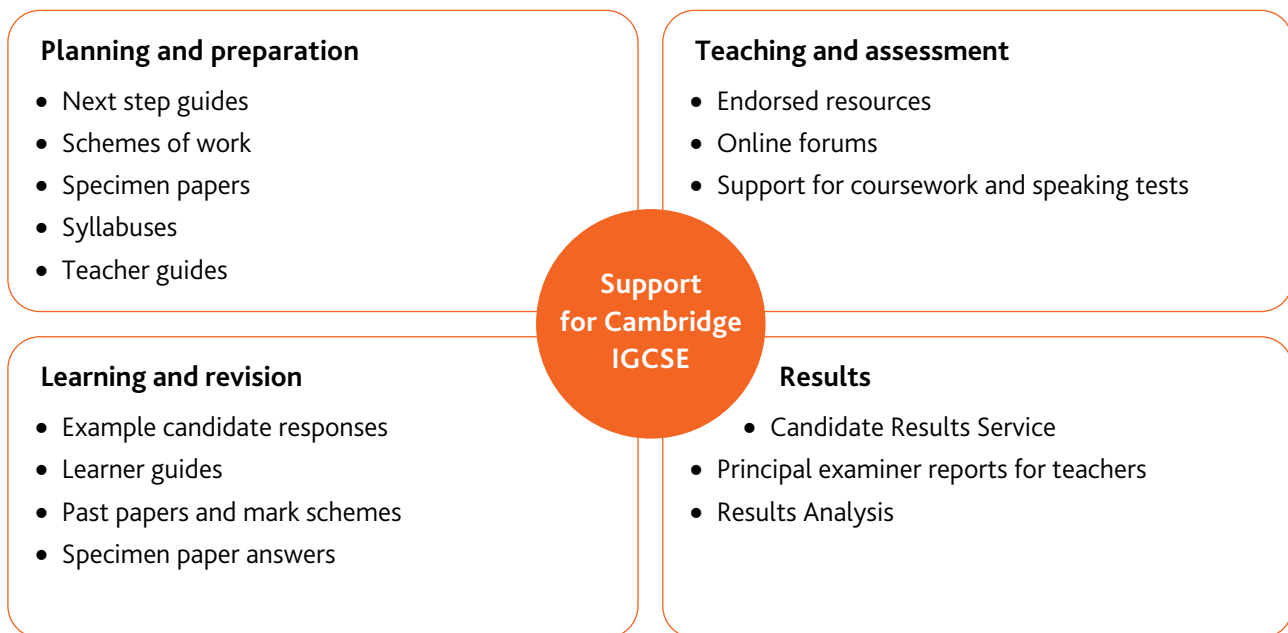 Planning and preparation
• Next step guides
• Schemes of work
• Specimen papers
• Syllabuses
• Teacher guides
Teaching and assessment
• Endorsed resources
• Online forums
• Support for coursework and speaking tests
Support
for Cambridge
IGCSE
Learning and revision
• Example candidate responses
• Learner guides
• Past papers and mark schemes
• Specimen paper answers
Results
• Candidate Results Service
• Principal examiner reports for teachers
• Results Analysis